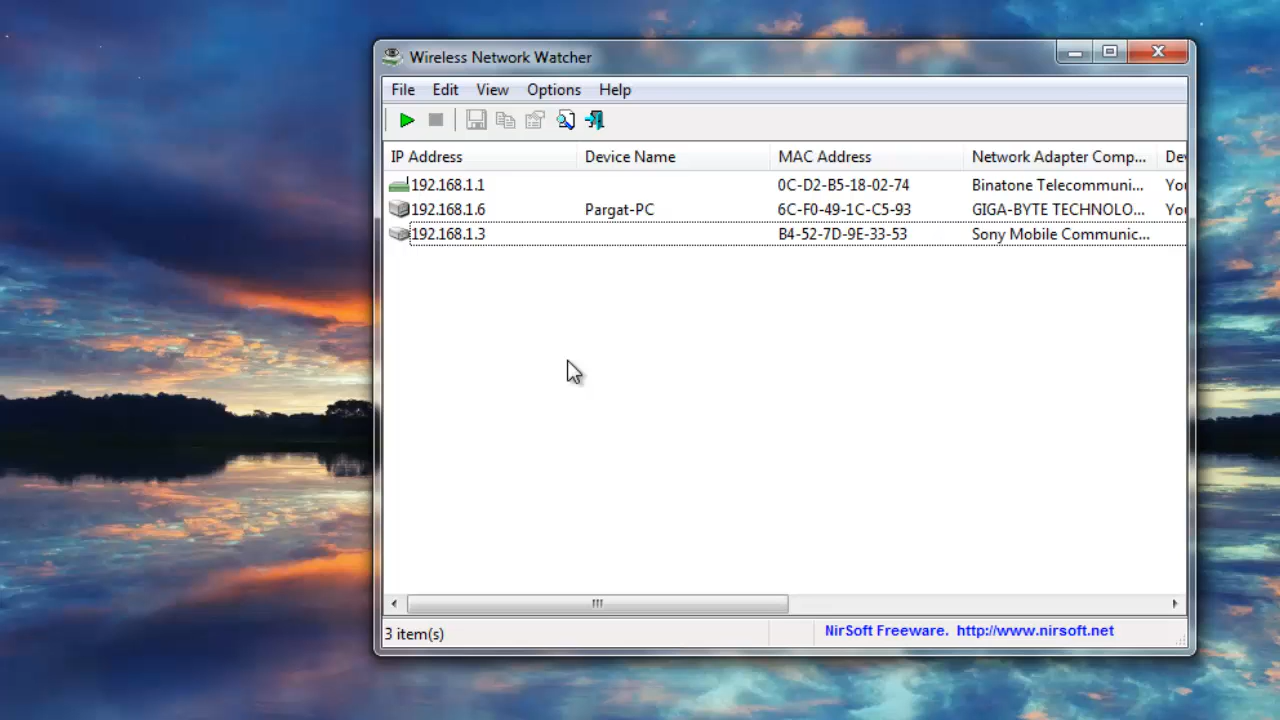 Wireless Network Watcher
File Edit View Options Help
IP Address Device Name MAC Address Network Adapter Comp... Dev
192.168.1.1 0C-D2-B5-18-02-74 Binatone Telecommuni... You
192.168.1.6 Pargat-PC 6C-F0-49-1C-C5-93 GIGA-BYTE TECHNOLO... You
192.168.1.3 B4-52-7D-9E-33-53 Sony Mobile Communic...
3 item(s) NirSoft Freeware. http://www.nirsoft.net